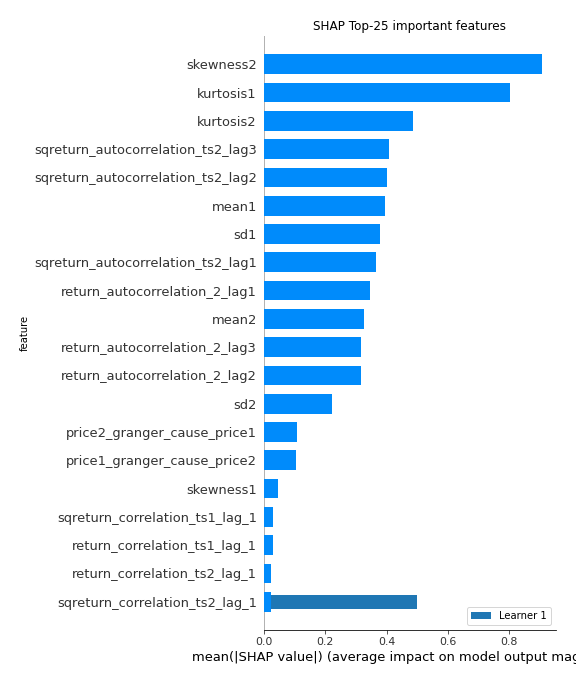 SHAP Top-25 important features
skewness2
kurtosis1
kurtosis2
sqreturn_autocorrelation_ts2_lag3
sqreturn_autocorrelation_ts2_lag2
mean1
sd1
sqreturn_autocorrelation_ts2_lag1
return_autocorrelation_2_lag1
mean2
return_autocorrelation_2_lag3
return_autocorrelation_2_lag2
sd2
price2_granger_cause_price1
price1_granger_cause_price2
skewness1
sqreturn_correlation_ts1_lag_1
return_correlation_ts1_lag_1
return_correlation_ts2_lag_1
sqreturn_correlation_ts2_lag_1
feature
Learner 1
0.0 0.2 0.4 0.6 0.8
mean(|SHAP value|) (average impact on model output mag